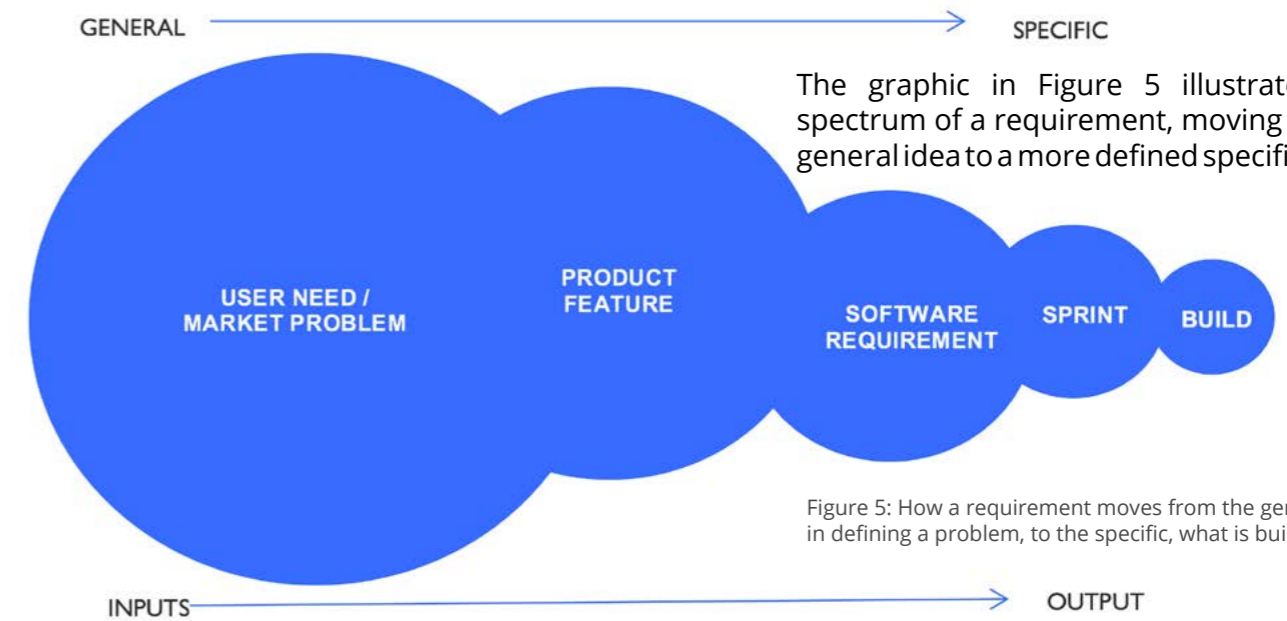 GENERAL
SPECIFIC
The graphic in Figure 5 illustrat
spectrum of a requirement, moving
general idea to a more defined specifi
USER NEED /
MARKET PROBLEM
PRODUCT
FEATURE
SOFTWARE
REQUIREMENT
SPRINT
BUILD
Figure 5: How a requirement moves from the ge
in defining a problem, to the specific, what is bui
INPUTS
OUTPUT